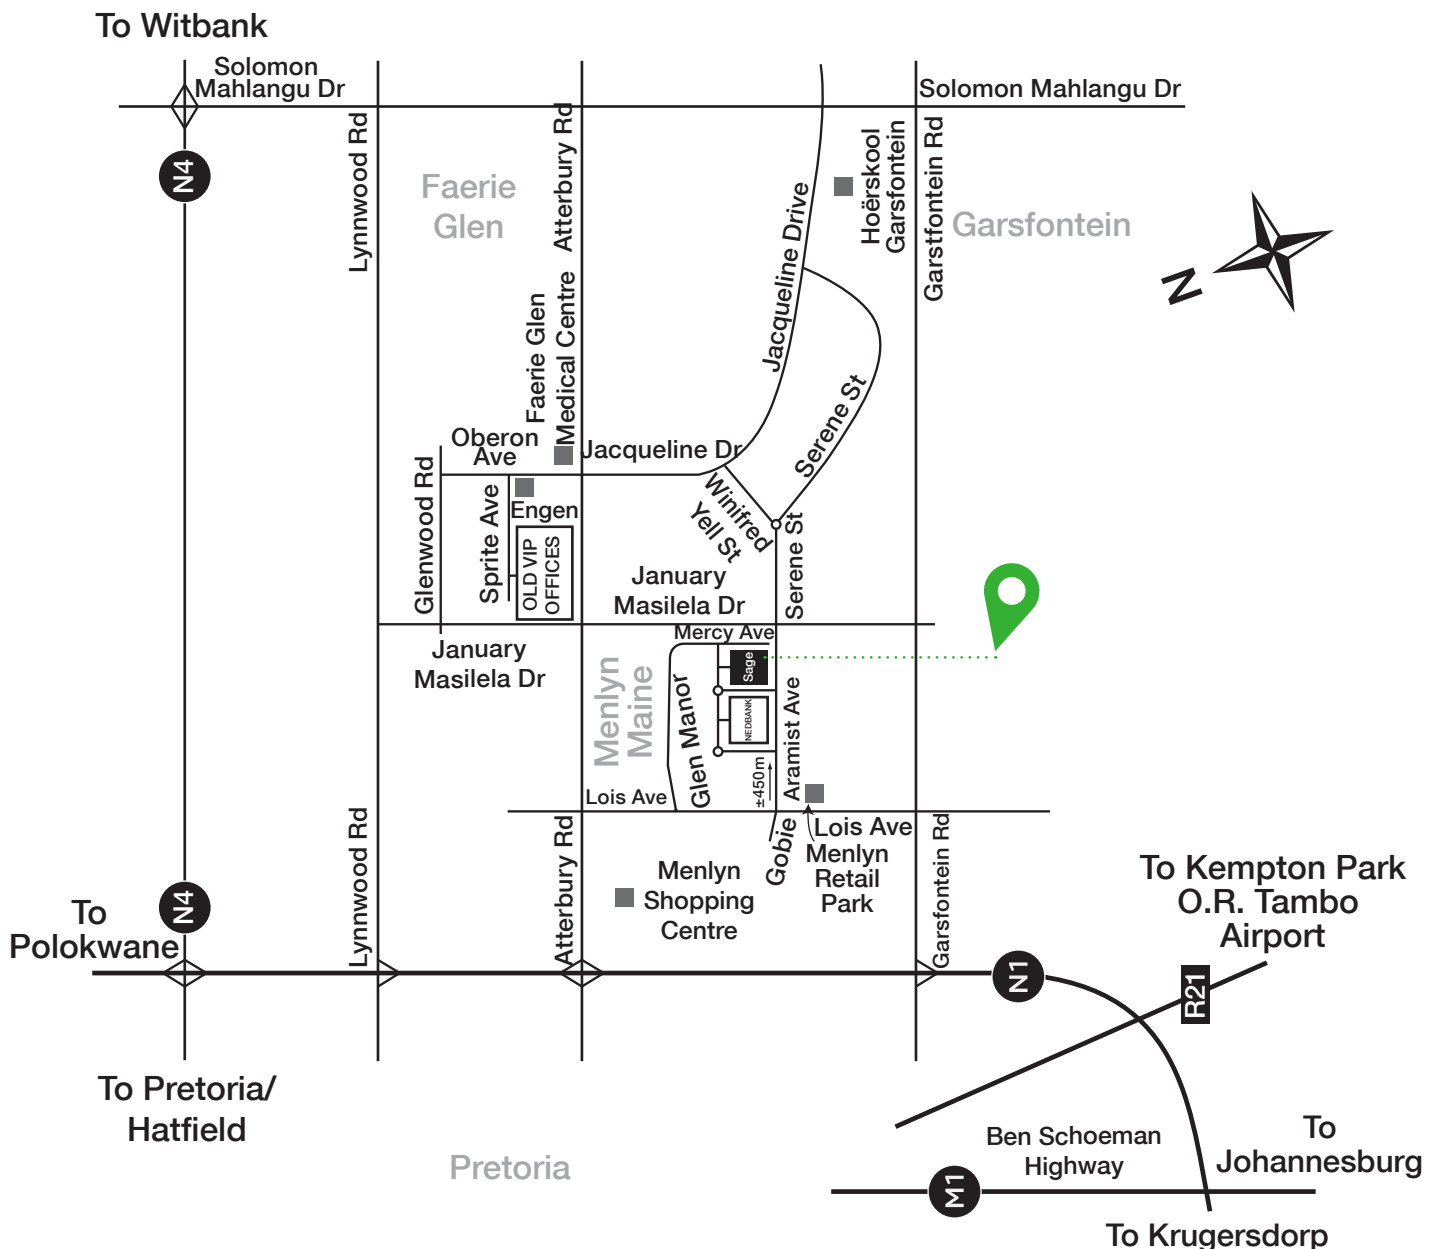 To Witbank
Solomon
Mahlangu Dr
Solomon Mahlangu Dr
N4
Lynnwood Rd
Faerie
Glen
Atterbury Rd
Jacqueline Drive
Hoërskool
Garsfontein
Garstfontein Rd
Garsfontein
N
Faerie Glen
Medical Centre
Oberon
Ave
Jacqueline Dr
Serene St
Glenwood Rd
Sprite Ave
Engen
OLD VIP
OFFICES
Winifred
Yell St
Serene St
January
Masilela Dr
January
Masilela Dr
Mercy Ave
Sage
Menlyn
Maine
Glen Manor
NEDBANK
Aramist Ave
±450m
Lois Ave
Lynnwood Rd
Atterbury Rd
Gobie
Lois Ave
Menlyn
Retail
Park
Garsfontein Rd
Menlyn
Shopping
Centre
To
Polokwane
N4
N1
To Kempton Park
O.R. Tambo
Airport
R21
To Pretoria/
Hatfield
Pretoria
Ben Schoeman
Highway
M1
To
Johannesburg
To Krugersdorp